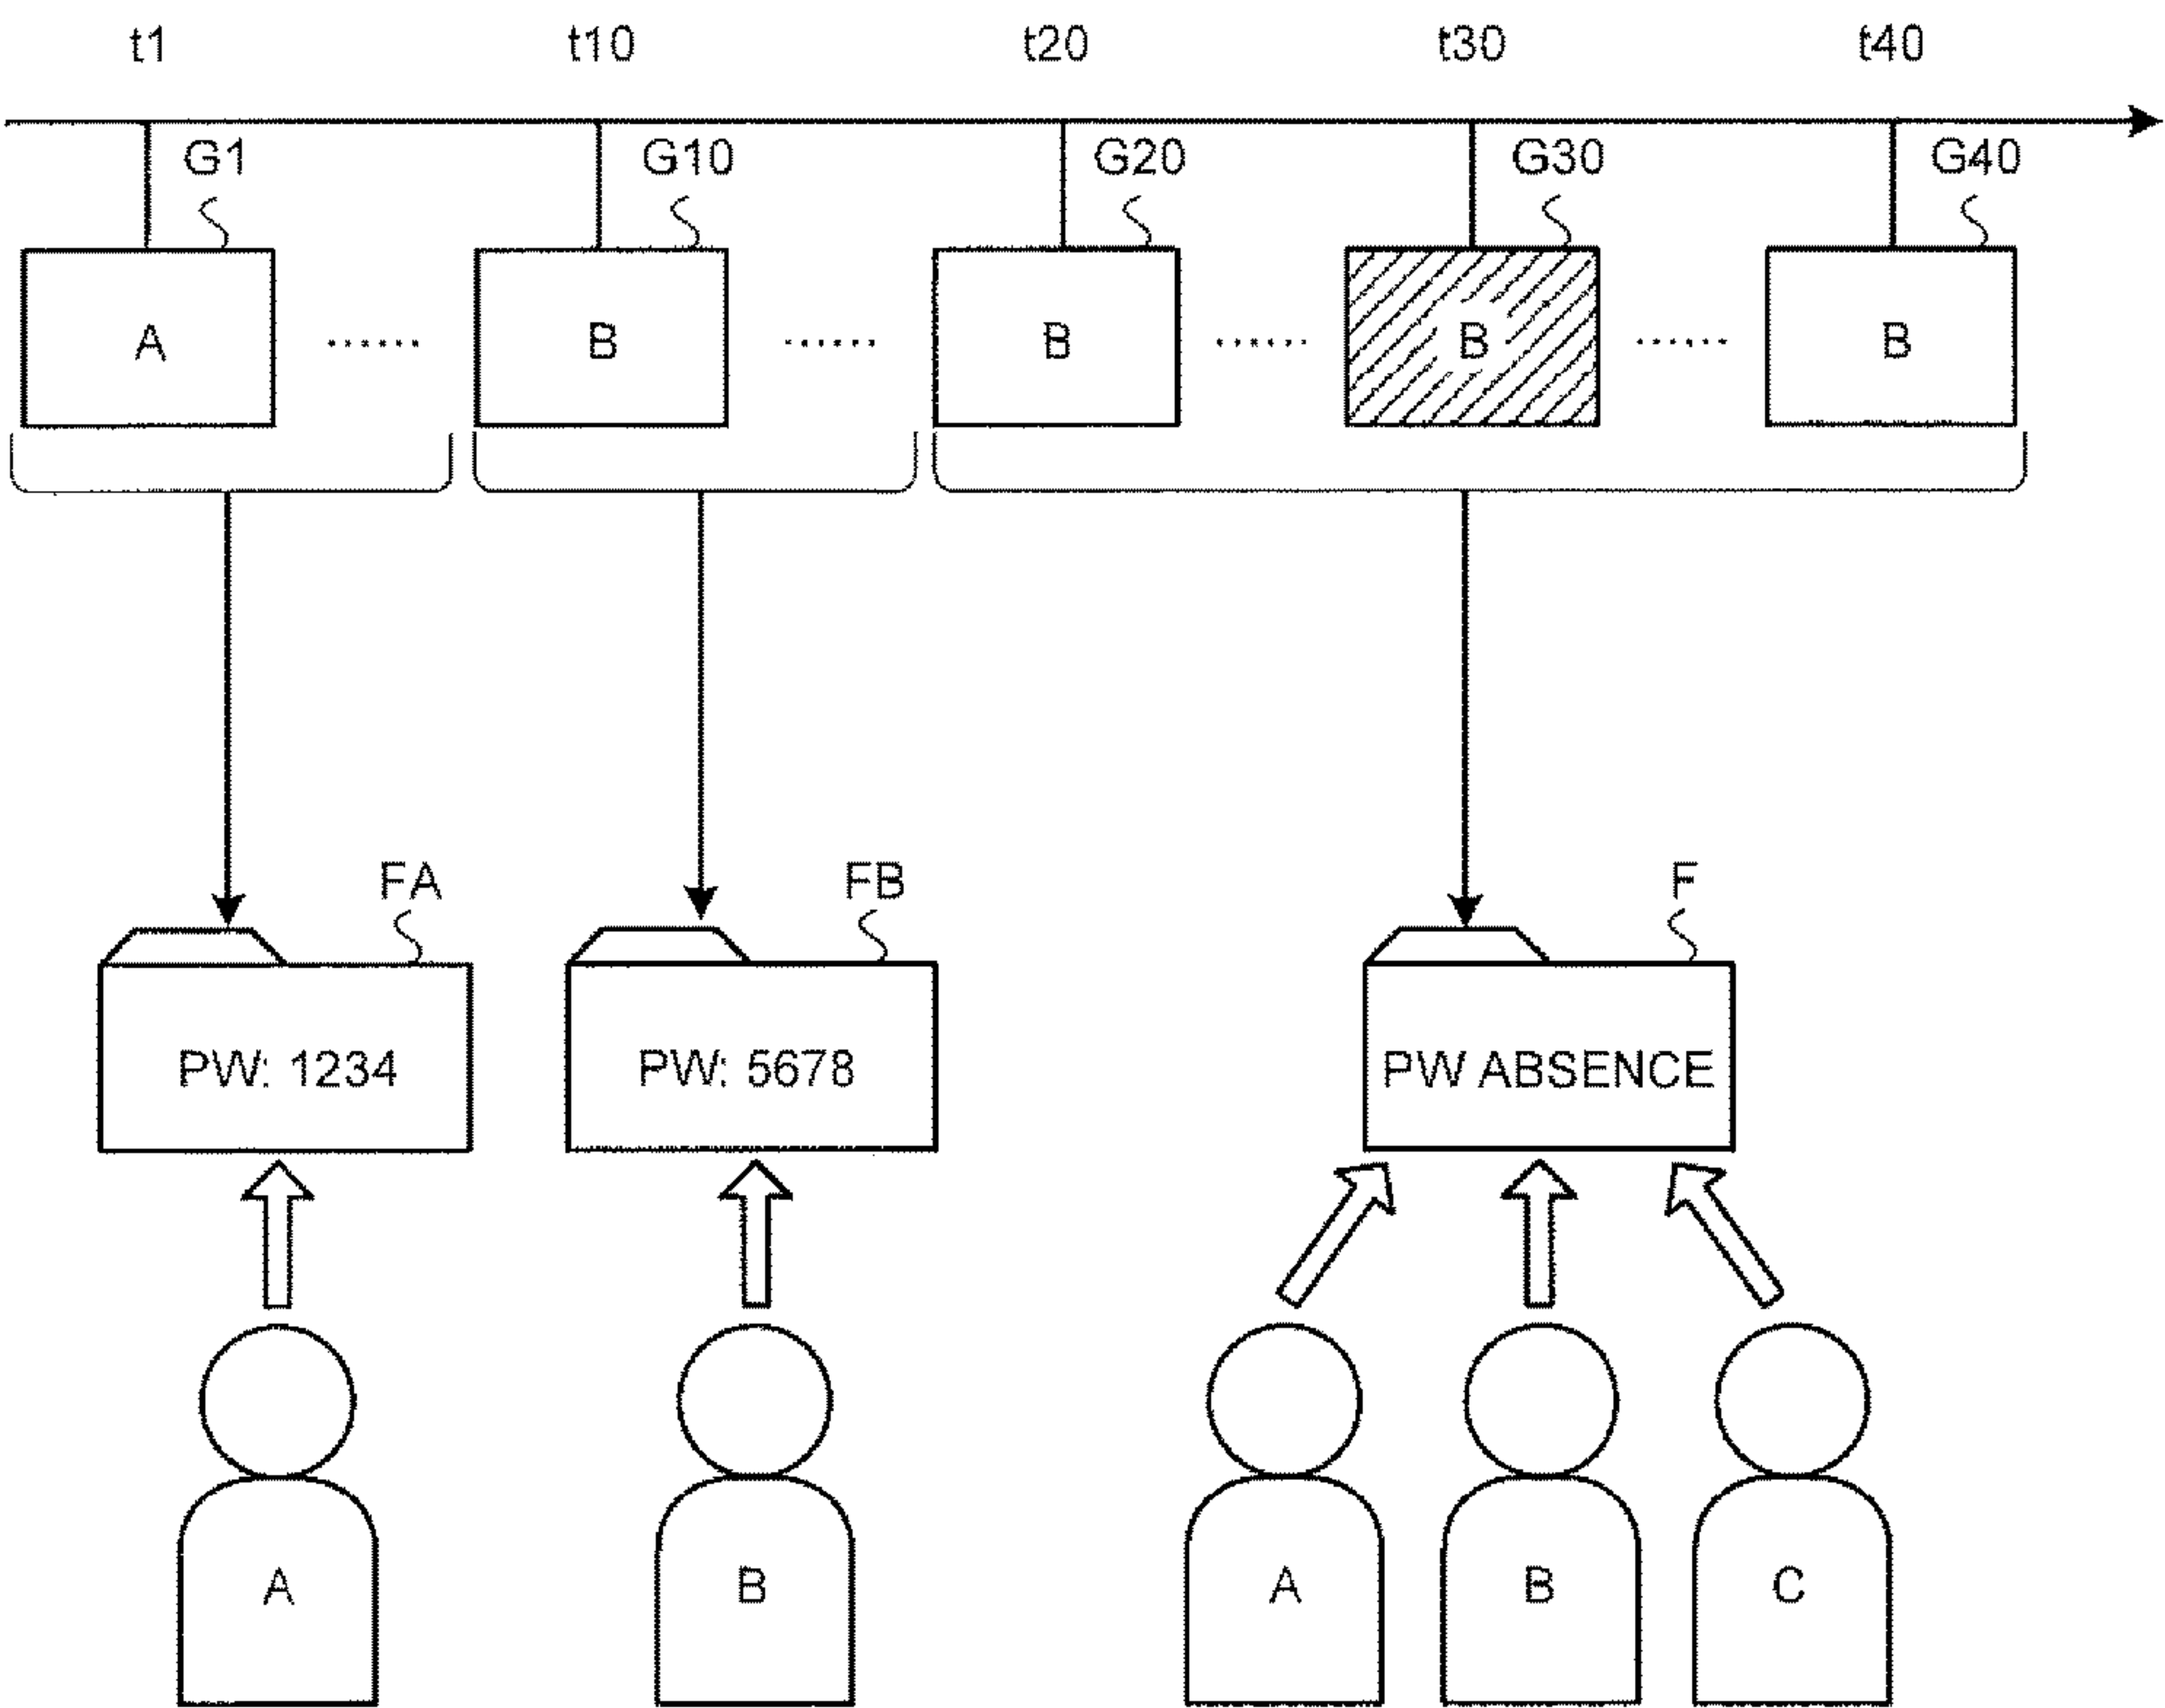 t1 t10 t20 t30 t40
G1 G10 G20 G30 G40
A ...... B ...... B ...... B ...... B
FA FB F
PW: 1234 PW: 5678 PW ABSENCE
A B A B C